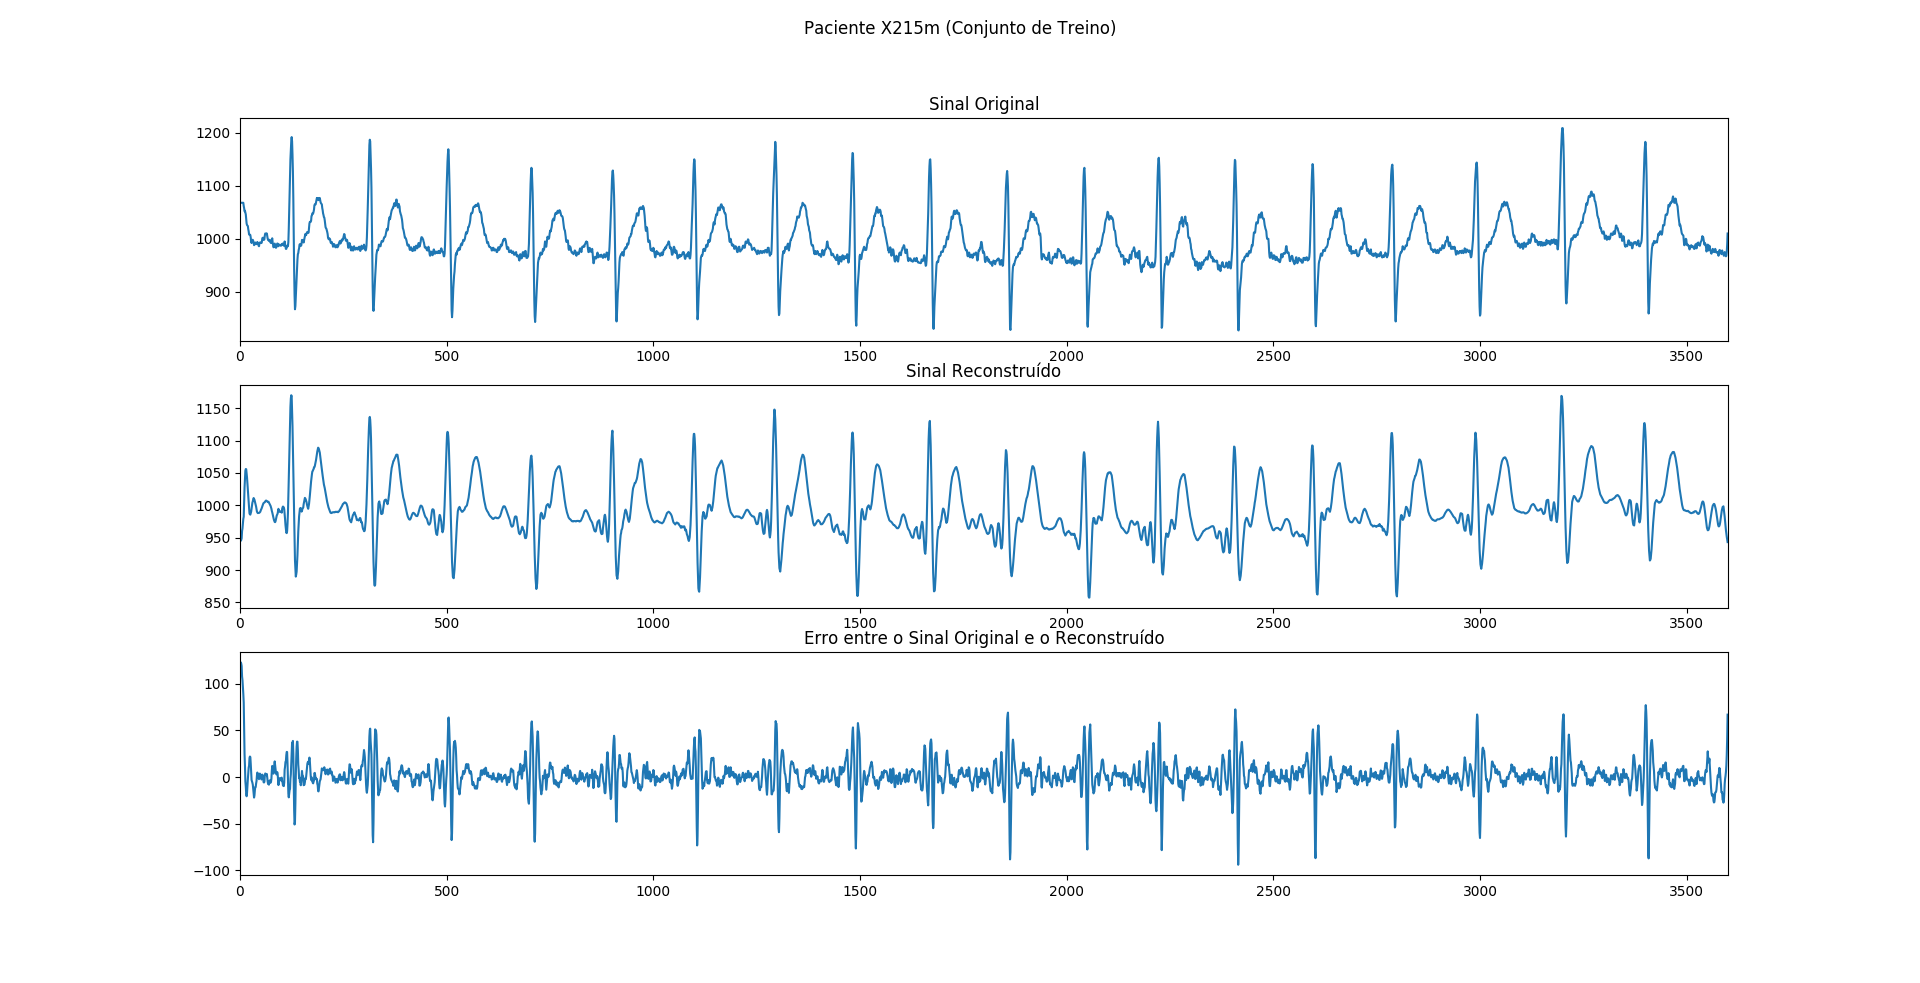 Paciente X215m (Conjunto de Treino)
Sinal Original
1200
1100
1000
900
0 500 1000 1500 2000 2500 3000 3500
Sinal Reconstruído
1150
1100
1050
1000
950
900
850
0 500 1000 1500 2000 2500 3000 3500
Erro entre o Sinal Original e o Reconstruído
100
50
0
−50
−100
0 500 1000 1500 2000 2500 3000 3500